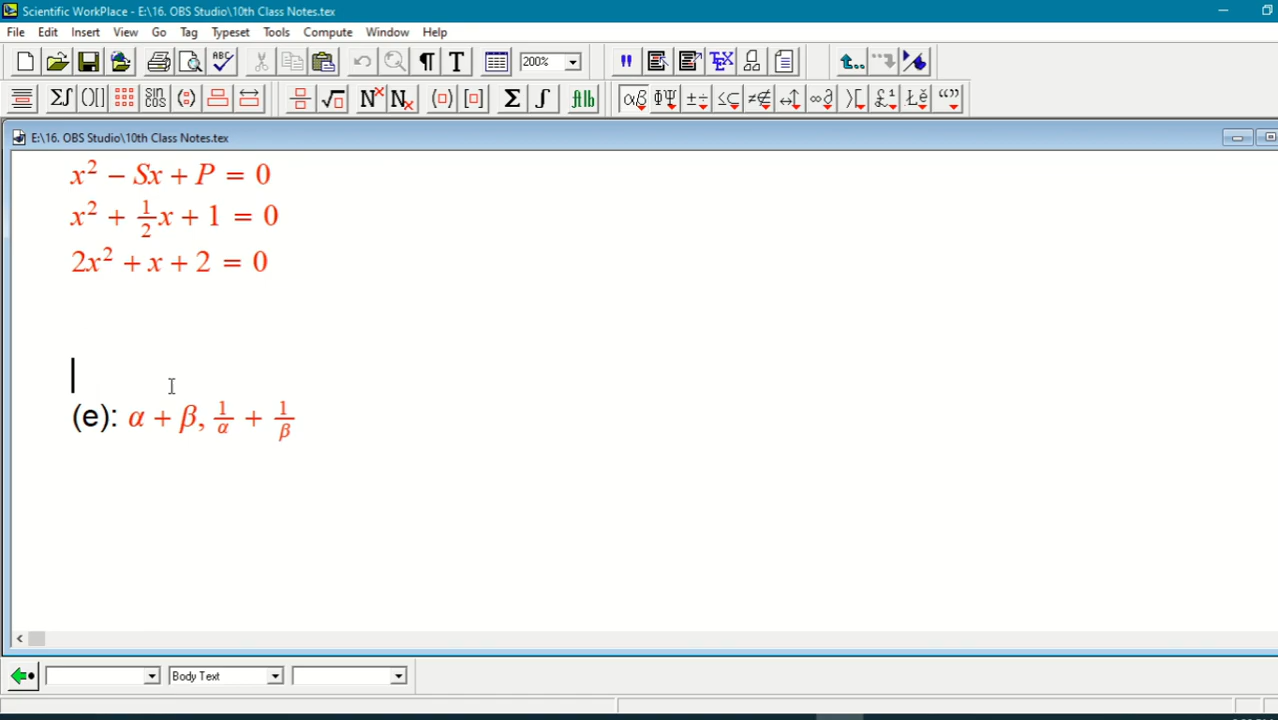 Scientific WorkPlace - E:\16. OBS Studio\10th Class Notes.tex
File Edit Insert View Go Tag Typeset Tools Compute Window Help
200%
E:\16. OBS Studio\10th Class Notes.tex
x² − Sx + P = 0
x² + 1/2 x + 1 = 0
2x² + x + 2 = 0
(e): α + β, 1/α + 1/β
Body Text